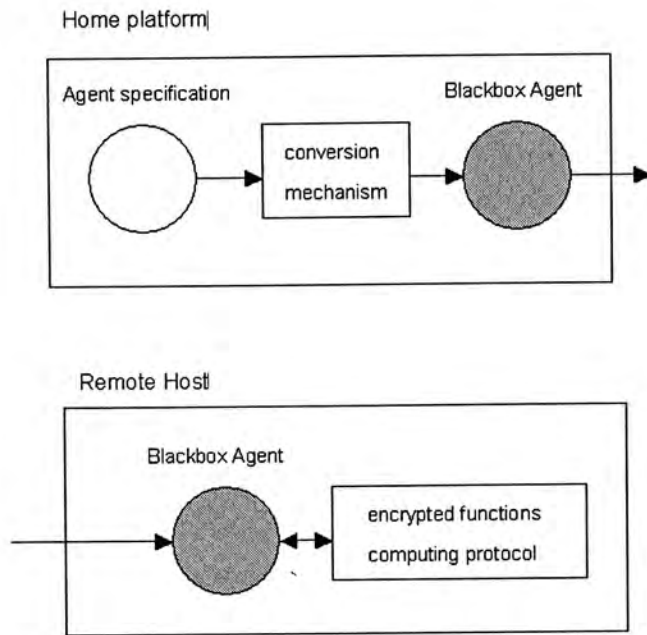 Home platform
Agent specification
Blackbox Agent
conversion
mechanism
Remote Host
Blackbox Agent
encrypted functions
computing protocol